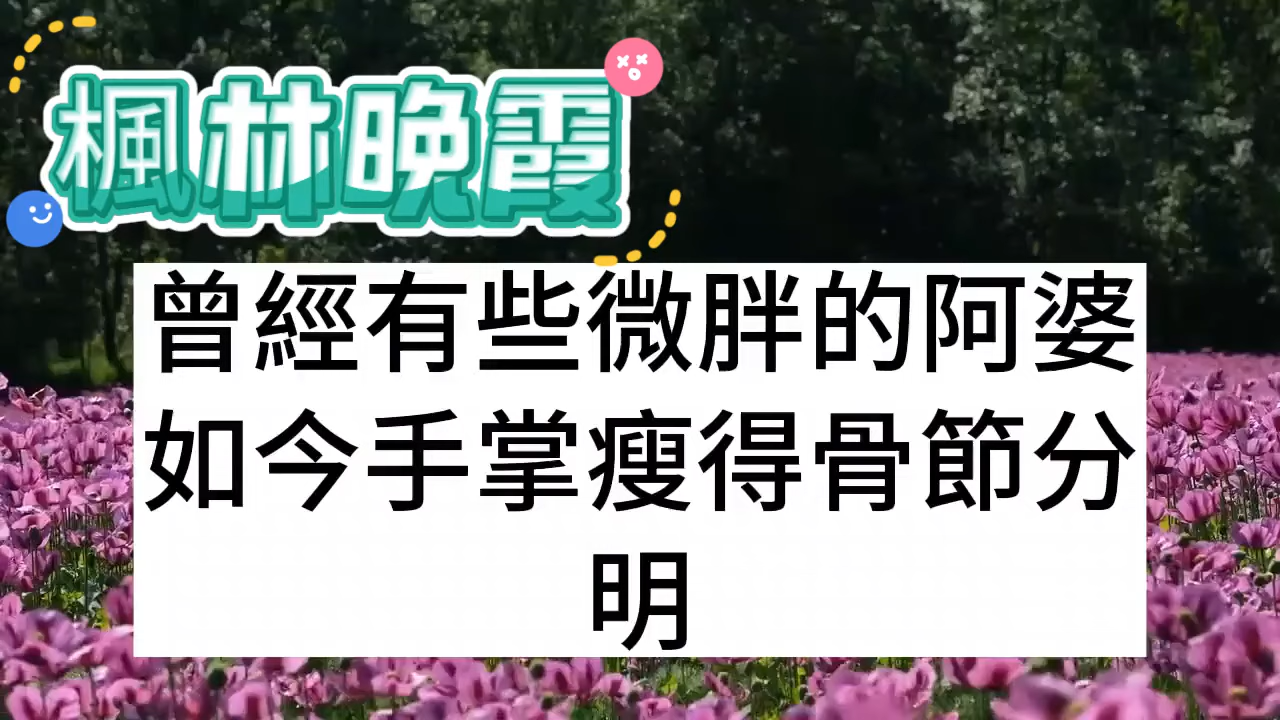 楓林晚霞
曾經有些微胖的阿婆
如今手掌瘦得骨節分
明